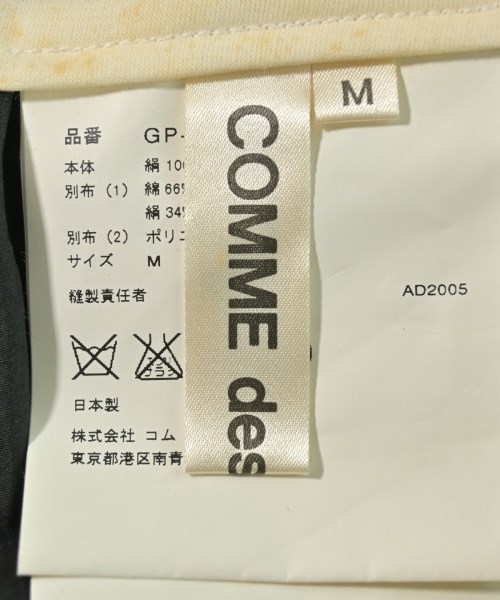 M
COMME des
品番 GP-
本体 絹 100
別布 (1) 綿 66%
絹 34%
別布 (2) ポリエ
サイズ M
縫製責任者
AD2005
日本製
株式会社 コム
東京都港区南青